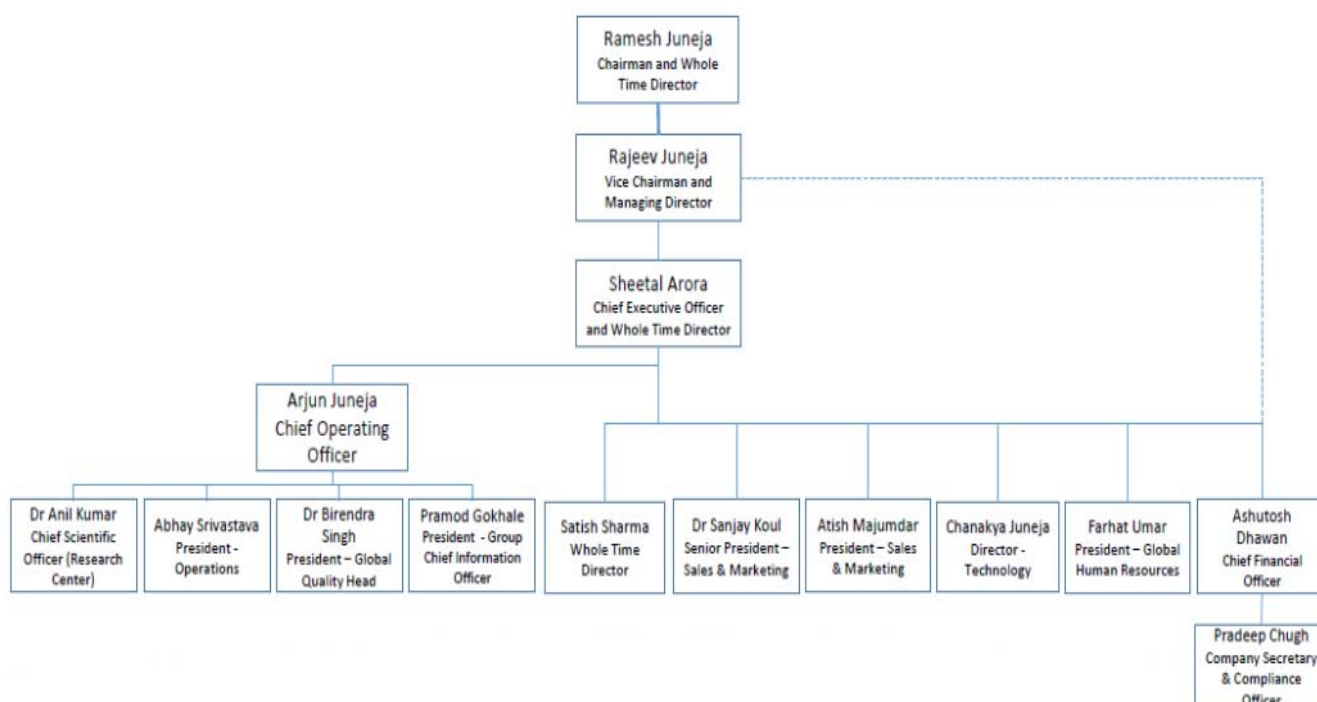 Ramesh Juneja
Chairman and Whole
Time Director
Rajeev Juneja
Vice Chairman and
Managing Director
Sheetal Arora
Chief Executive Officer
and Whole Time Director
Arjun Juneja
Chief Operating
Officer
Dr Anil Kumar
Chief Scientific
Officer (Research
Center)
Abhay Srivastava
President -
Operations
Dr Birendra
Singh
President – Global
Quality Head
Pramod Gokhale
President - Group
Chief Information
Officer
Satish Sharma
Whole Time
Director
Dr Sanjay Koul
Senior President –
Sales & Marketing
Atish Majumdar
President – Sales
& Marketing
Chanakya Juneja
Director -
Technology
Farhat Umar
President – Global
Human Resources
Ashutosh
Dhawan
Chief Financial
Officer
Pradeep Chugh
Company Secretary
& Compliance
Officer